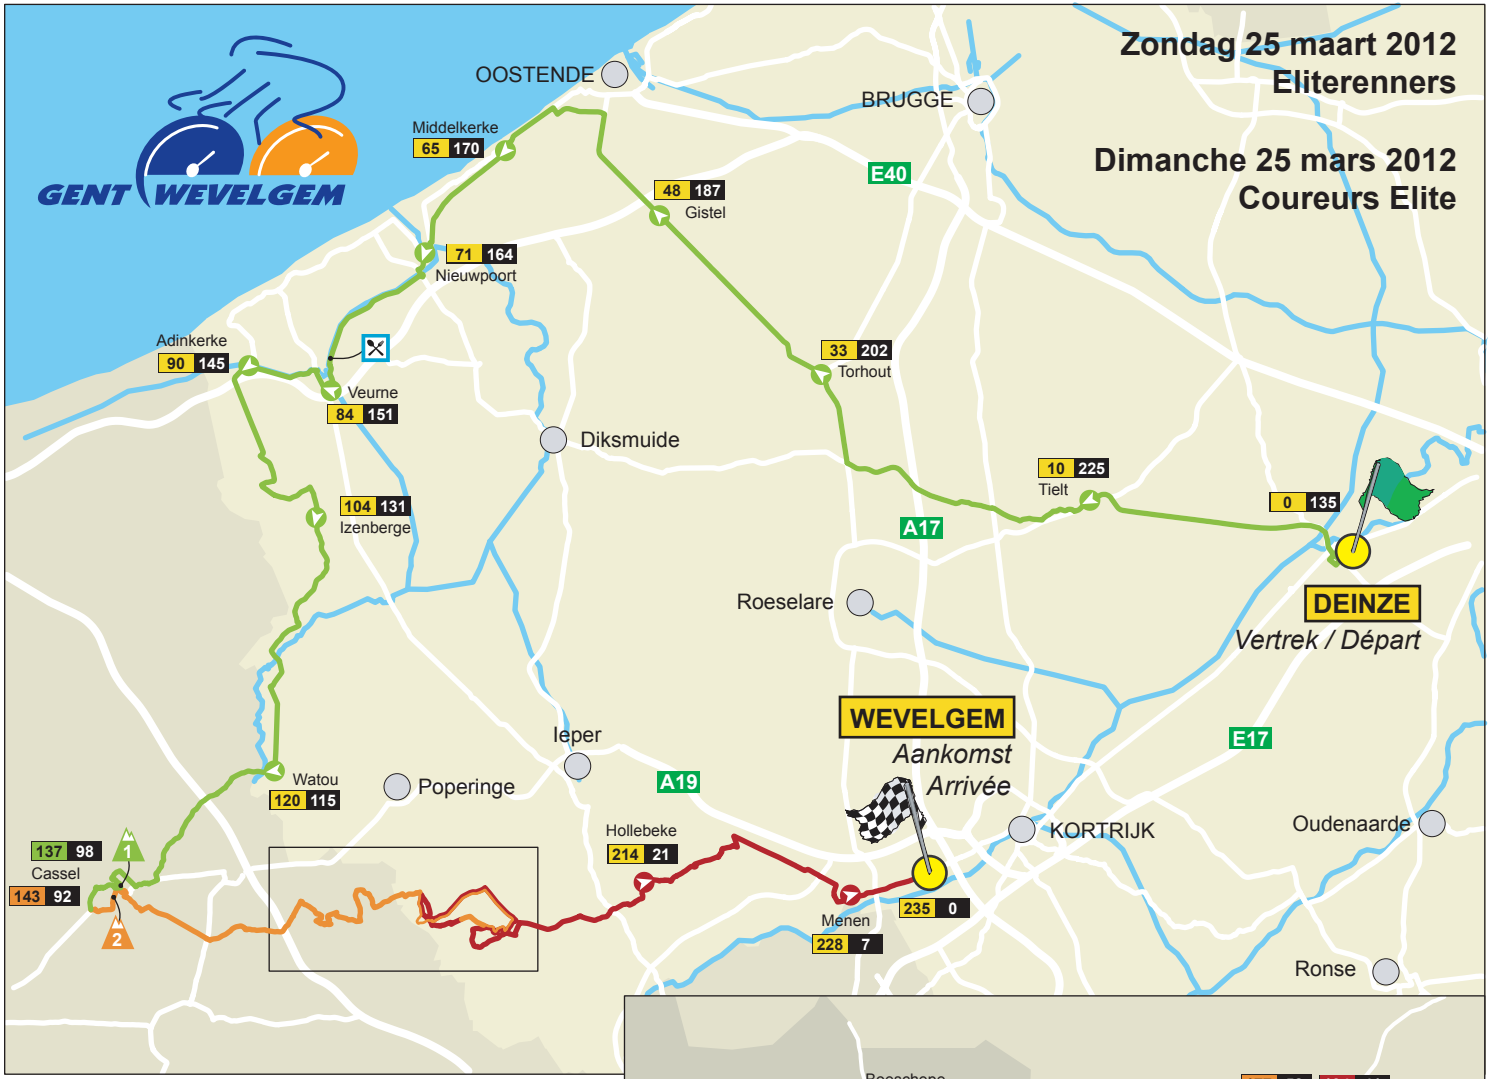 Zondag 25 maart 2012
Eliterenners
Dimanche 25 mars 2012
Coureurs Elite
GENT WEVELGEM
OOSTENDE
BRUGGE
Middelkerke
65 170
E40
48 187
Gistel
71 164
Nieuwpoort
Adinkerke
90 145
33 202
Torhout
Veurne
84 151
Diksmuide
10 225
Tielt
0 135
104 131
Izenberge
A17
DEINZE
Vertrek / Départ
Roeselare
WEVELGEM
Aankomst
Arrivée
E17
Ieper
A19
Watou
120 115
Poperinge
Hollebeke
214 21
KORTRIJK
Oudenaarde
137 98
1
Cassel
143 92
2
235 0
Menen
228 7
Ronse